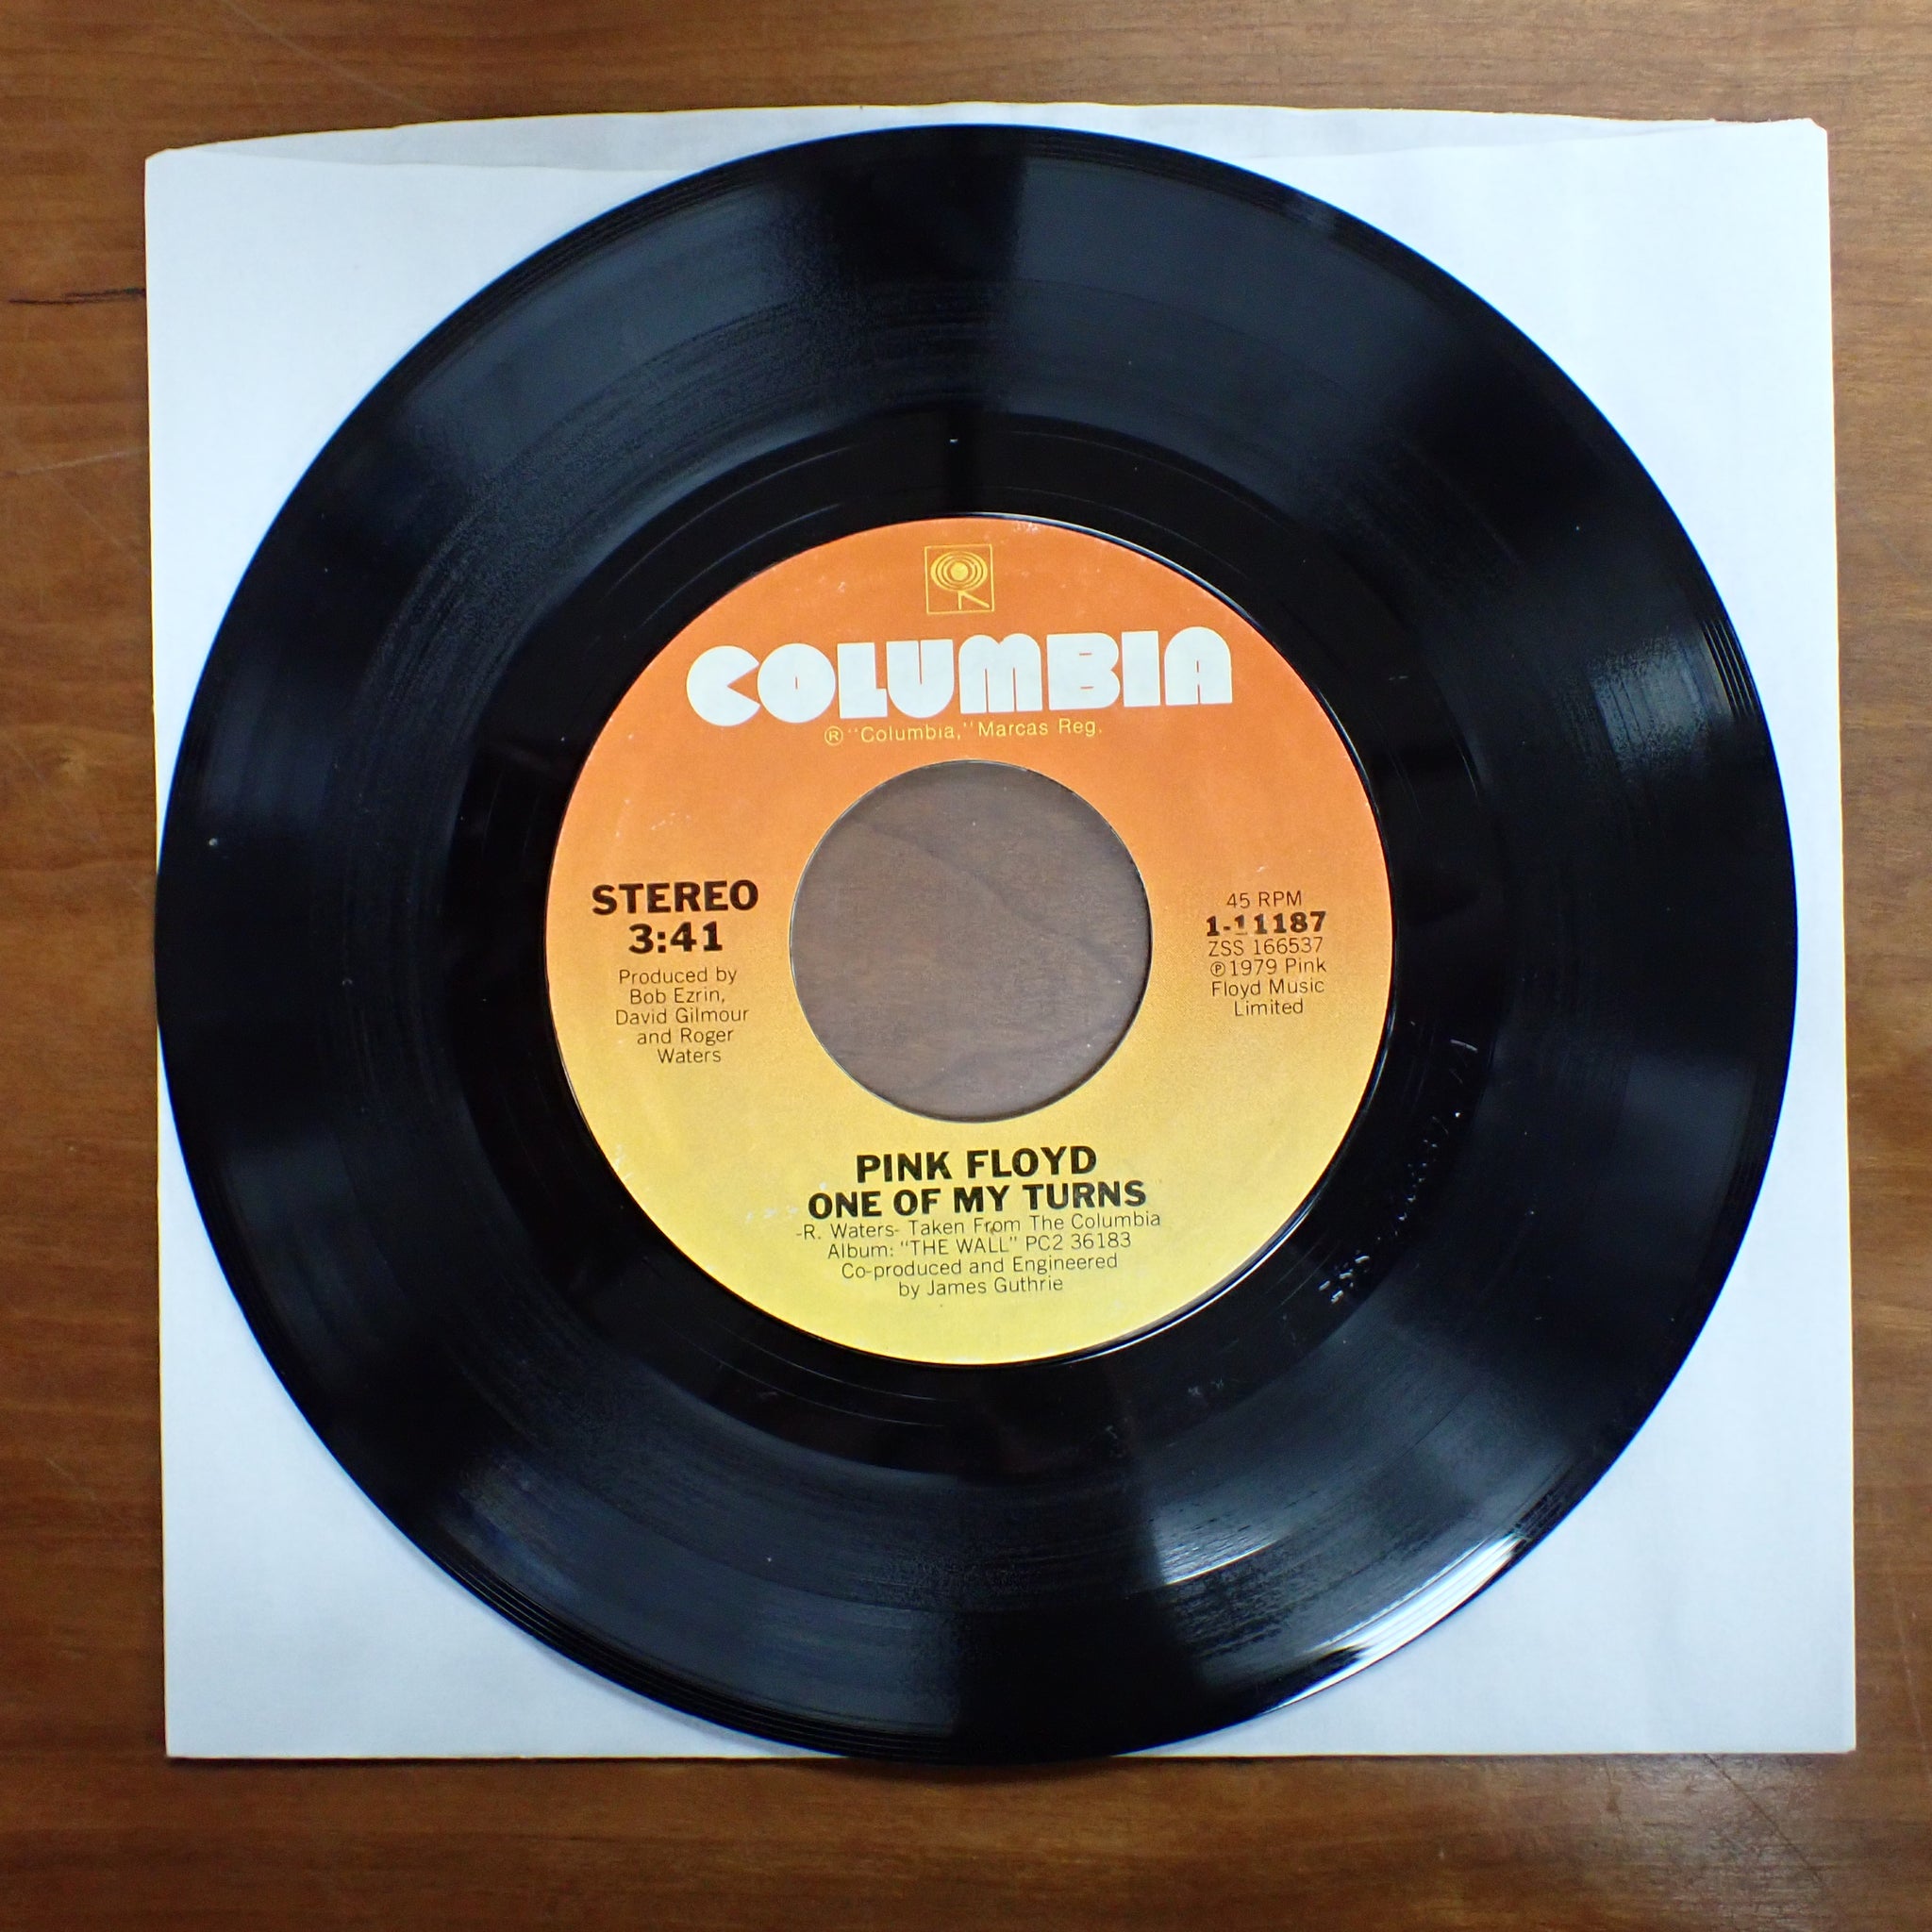 COLUMBIA
® "Columbia," Marcas Reg.
STEREO
3:41
Produced by
Bob Ezrin,
David Gilmour
and Roger
Waters
45 RPM
1-11187
ZSS 166537
℗ 1979 Pink
Floyd Music
Limited
PINK FLOYD
ONE OF MY TURNS
-R. Waters- Taken From The Columbia
Album: "THE WALL" PC2 36183
Co-produced and Engineered
by James Guthrie